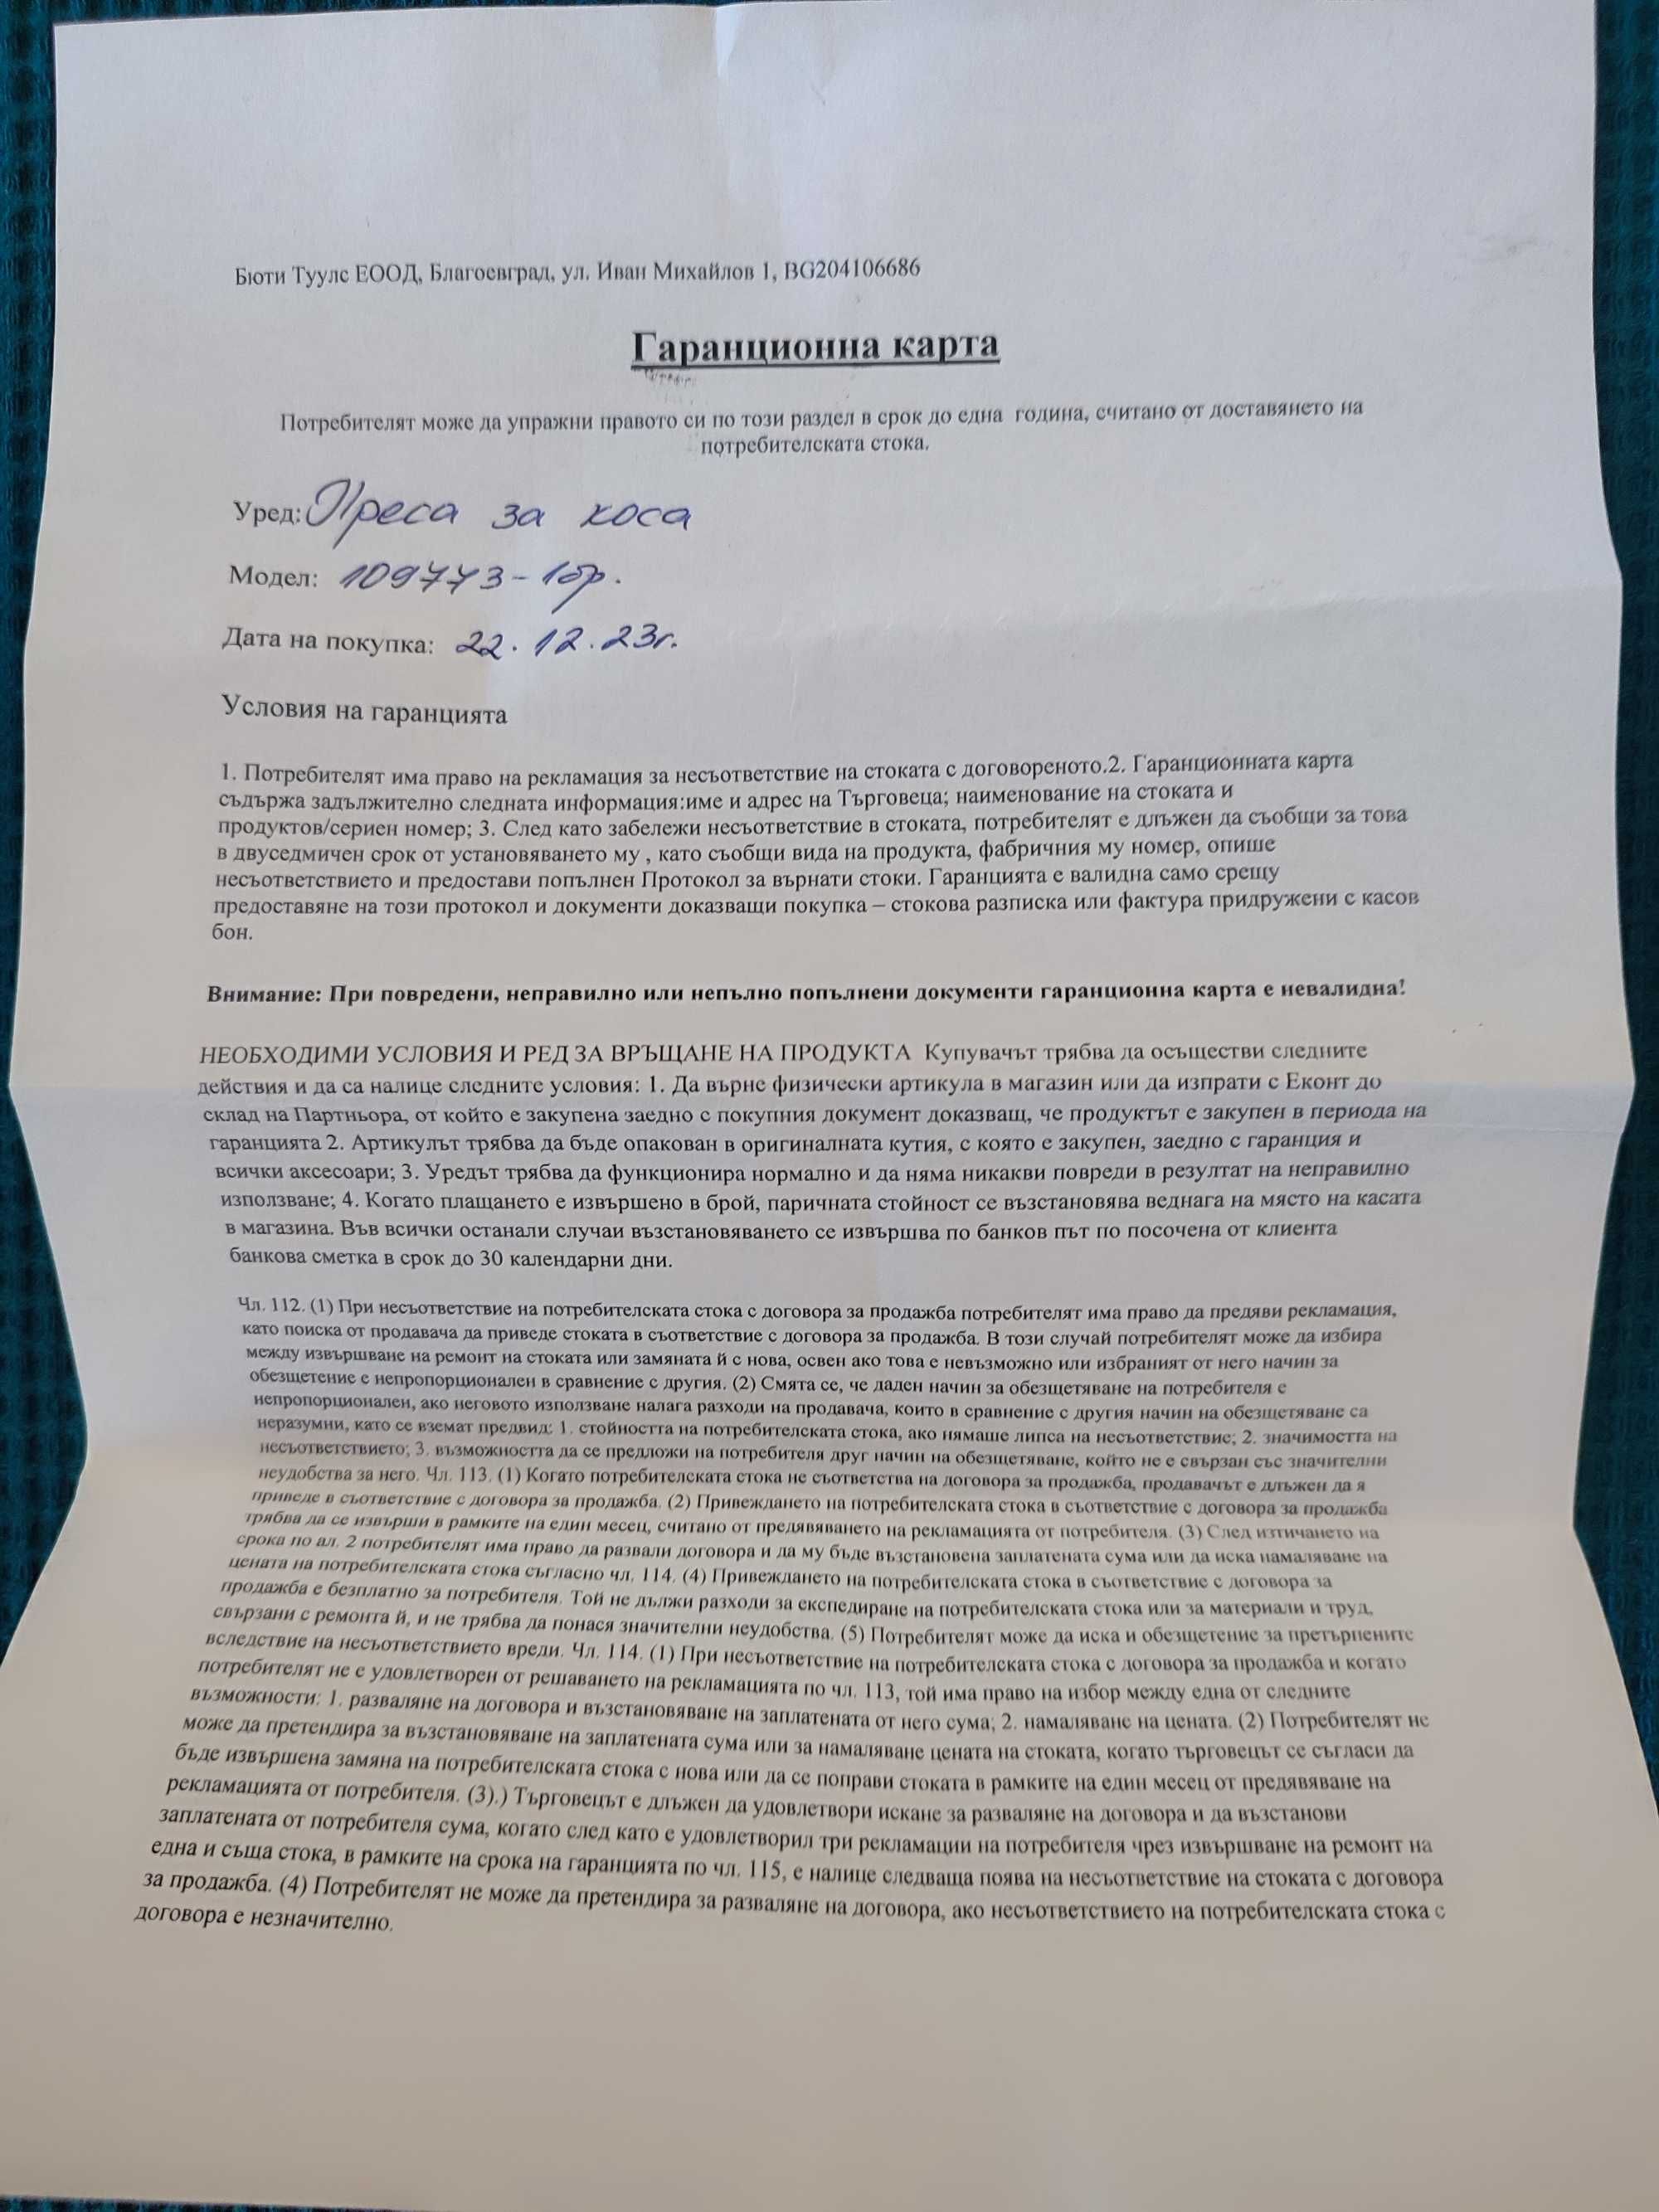 Бюти Туулс ЕООД, Благоевград, ул. Иван Михайлов 1, BG204106686
Гаранционна карта
Потребителят може да упражни правото си по този раздел в срок до една година, считано от доставянето на
потребителската стока.
Уред: Преса за коса
Модел: 109773-1бр.
Дата на покупка: 22.12.23г.
Условия на гаранцията
1. Потребителят има право на рекламация за несъответствие на стоката с договореното.2. Гаранционната карта
съдържа задължително следната информация:име и адрес на Търговеца; наименование на стоката и
продуктов/сериен номер; 3. След като забележи несъответствие в стоката, потребителят е длъжен да съобщи за това
в двуседмичен срок от установяването му , като съобщи вида на продукта, фабричния му номер, опише
несъответствието и предостави попълнен Протокол за върнати стоки. Гаранцията е валидна само срещу
предоставяне на този протокол и документи доказващи покупка – стокова разписка или фактура придружени с касов
бон.
Внимание: При повредени, неправилно или непълно попълнени документи гаранционна карта е невалидна!
НЕОБХОДИМИ УСЛОВИЯ И РЕД ЗА ВРЪЩАНЕ НА ПРОДУКТА Купувачът трябва да осъществи следните
действия и да са налице следните условия: 1. Да върне физически артикула в магазин или да изпрати с Еконт до
склад на Партньора, от който е закупена заедно с покупния документ доказващ, че продуктът е закупен в периода на
гаранцията 2. Артикулът трябва да бъде опакован в оригиналната кутия, с която е закупен, заедно с гаранция и
всички аксесоари; 3. Уредът трябва да функционира нормално и да няма никакви повреди в резултат на неправилно
използване; 4. Когато плащането е извършено в брой, паричната стойност се възстановява веднага на място на касата
в магазина. Във всички останали случаи възстановяването се извършва по банков път по посочена от клиента
банкова сметка в срок до 30 календарни дни.
Чл. 112. (1) При несъответствие на потребителската стока с договора за продажба потребителят има право да предяви рекламация,
като поиска от продавача да приведе стоката в съответствие с договора за продажба. В този случай потребителят може да избира
между извършване на ремонт на стоката или замяната й с нова, освен ако това е невъзможно или избраният от него начин за
обезщетение е непропорционален в сравнение с другия. (2) Смята се, че даден начин за обезщетяване на потребителя е
непропорционален, ако неговото използване налага разходи на продавача, които в сравнение с другия начин на обезщетяване са
неразумни, като се вземат предвид: 1. стойността на потребителската стока, ако нямаше липса на несъответствие; 2. значимостта на
несъответствието; 3. възможността да се предложи на потребителя друг начин на обезщетяване, който не е свързан със значителни
неудобства за него. Чл. 113. (1) Когато потребителската стока не съответства на договора за продажба, продавачът е длъжен да я
приведе в съответствие с договора за продажба. (2) Привеждането на потребителската стока в съответствие с договора за продажба
трябва да се извърши в рамките на един месец, считано от предявяването на рекламацията от потребителя. (3) След изтичането на
срока по ал. 2 потребителят има право да развали договора и да му бъде възстановена заплатената сума или да иска намаляване на
цената на потребителската стока съгласно чл. 114. (4) Привеждането на потребителската стока в съответствие с договора за
продажба е безплатно за потребителя. Той не дължи разходи за експедиране на потребителската стока или за материали и труд,
свързани с ремонта й, и не трябва да понася значителни неудобства. (5) Потребителят може да иска и обезщетение за претърпените
вследствие на несъответствието вреди. Чл. 114. (1) При несъответствие на потребителската стока с договора за продажба и когато
потребителят не е удовлетворен от решаването на рекламацията по чл. 113, той има право на избор между една от следните
възможности: 1. разваляне на договора и възстановяване на заплатената от него сума; 2. намаляване на цената. (2) Потребителят не
може да претендира за възстановяване на заплатената сума или за намаляване цената на стоката, когато търговецът се съгласи да
бъде извършена замяна на потребителската стока с нова или да се поправи стоката в рамките на един месец от предявяване на
рекламацията от потребителя. (3).) Търговецът е длъжен да удовлетвори искане за разваляне на договора и да възстанови
заплатената от потребителя сума, когато след като е удовлетворил три рекламации на потребителя чрез извършване на ремонт на
една и съща стока, в рамките на срока на гаранцията по чл. 115, е налице следваща поява на несъответствие на стоката с договора
за продажба. (4) Потребителят не може да претендира за разваляне на договора, ако несъответствието на потребителската стока с
договора е незначително.